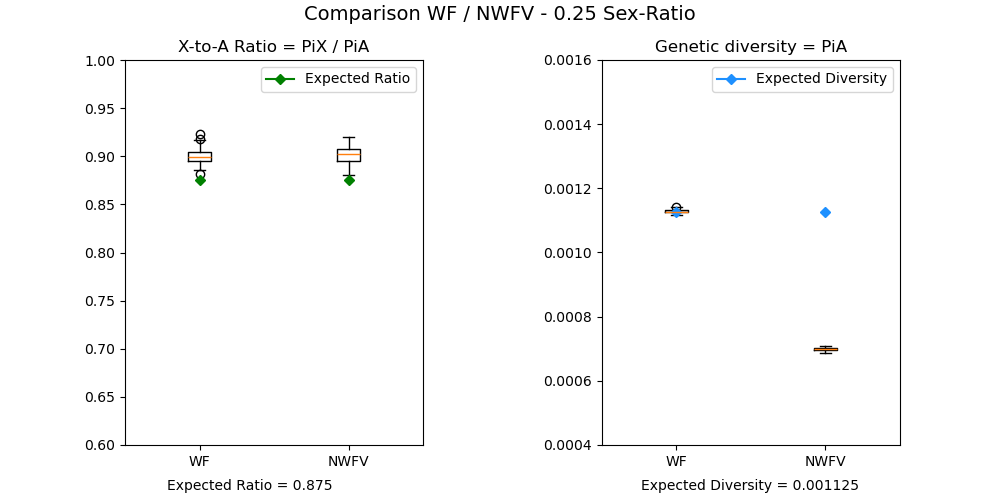 Comparison WF / NWFV - 0.25 Sex-Ratio
X-to-A Ratio = PiX / PiA
Expected Ratio
1.00
0.95
0.90
0.85
0.80
0.75
0.70
0.65
0.60
WF NWFV
Expected Ratio = 0.875
Genetic diversity = PiA
Expected Diversity
0.0016
0.0014
0.0012
0.0010
0.0008
0.0006
0.0004
WF NWFV
Expected Diversity = 0.001125